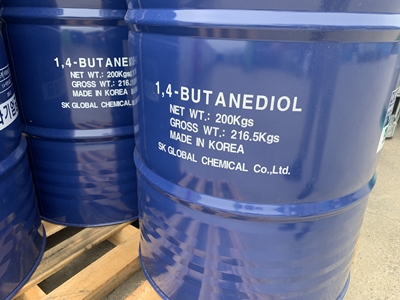 1,4-BUTANEDIOL
NET WT.: 200Kgs
GROSS WT.: 216.5Kgs
MADE IN KOREA
SK GLOBAL CHEMICAL Co.,Ltd.
1,4-BUTANE
NET WT.: 200Kgs
GROSS WT.: 216.
MADE IN KOREA
SK GLOBAL CHEMICAL